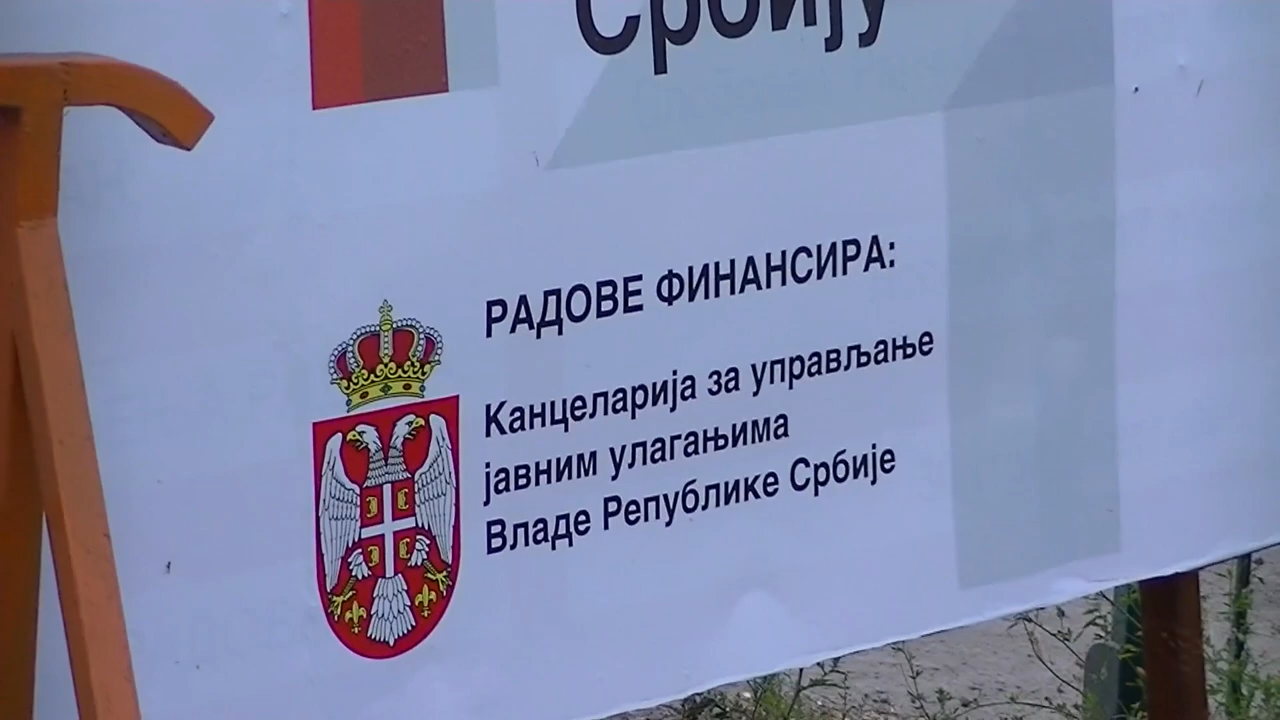 Србију
РАДОВЕ ФИНАНСИРА:
Канцеларија за управљање
јавним улагањима
Владе Републике Србије